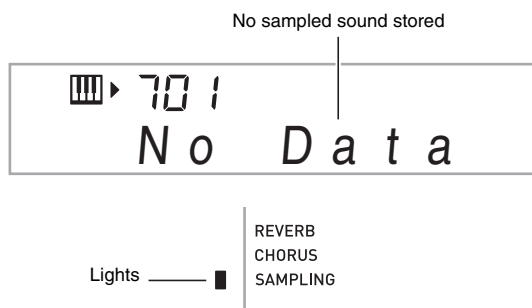 No sampled sound stored
701
No Data
REVERB
CHORUS
Lights SAMPLING